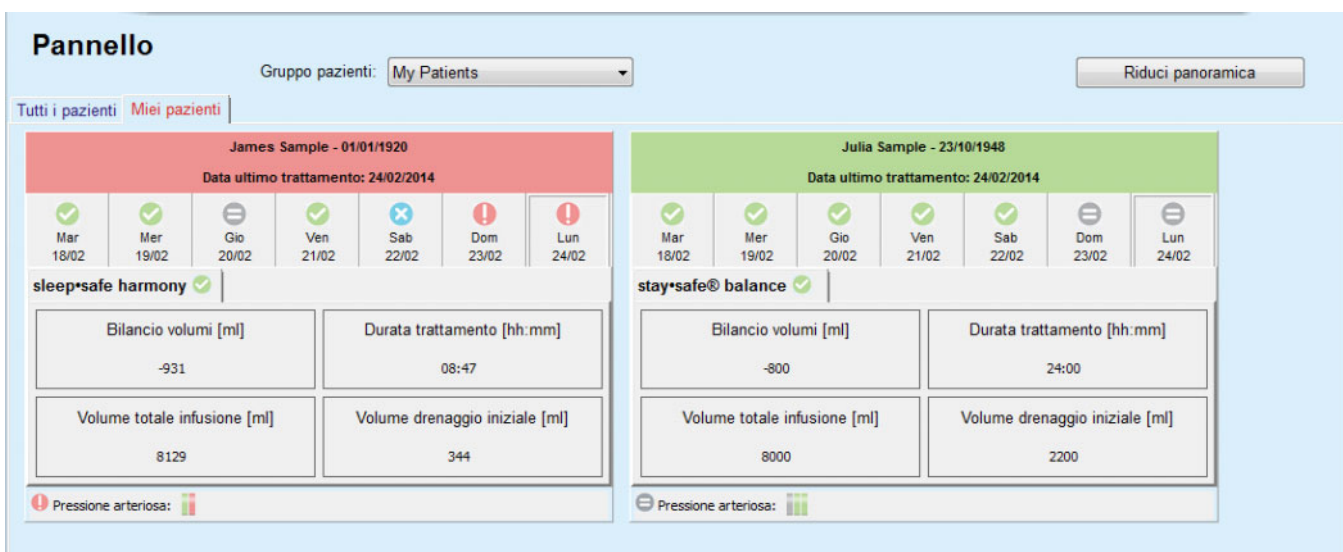 Pannello
Gruppo pazienti: My Patients
Riduci panoramica
Tutti i pazienti Miei pazienti
James Sample - 01/01/1920
Data ultimo trattamento: 24/02/2014
Mar Mer Gio Ven Sab Dom Lun
18/02 19/02 20/02 21/02 22/02 23/02 24/02
sleep•safe harmony
Bilancio volumi [ml] Durata trattamento [hh:mm]
-931 08:47
Volume totale infusione [ml] Volume drenaggio iniziale [ml]
8129 344
Pressione arteriosa:
Julia Sample - 23/10/1948
Data ultimo trattamento: 24/02/2014
Mar Mer Gio Ven Sab Dom Lun
18/02 19/02 20/02 21/02 22/02 23/02 24/02
stay•safe® balance
Bilancio volumi [ml] Durata trattamento [hh:mm]
-800 24:00
Volume totale infusione [ml] Volume drenaggio iniziale [ml]
8000 2200
Pressione arteriosa: